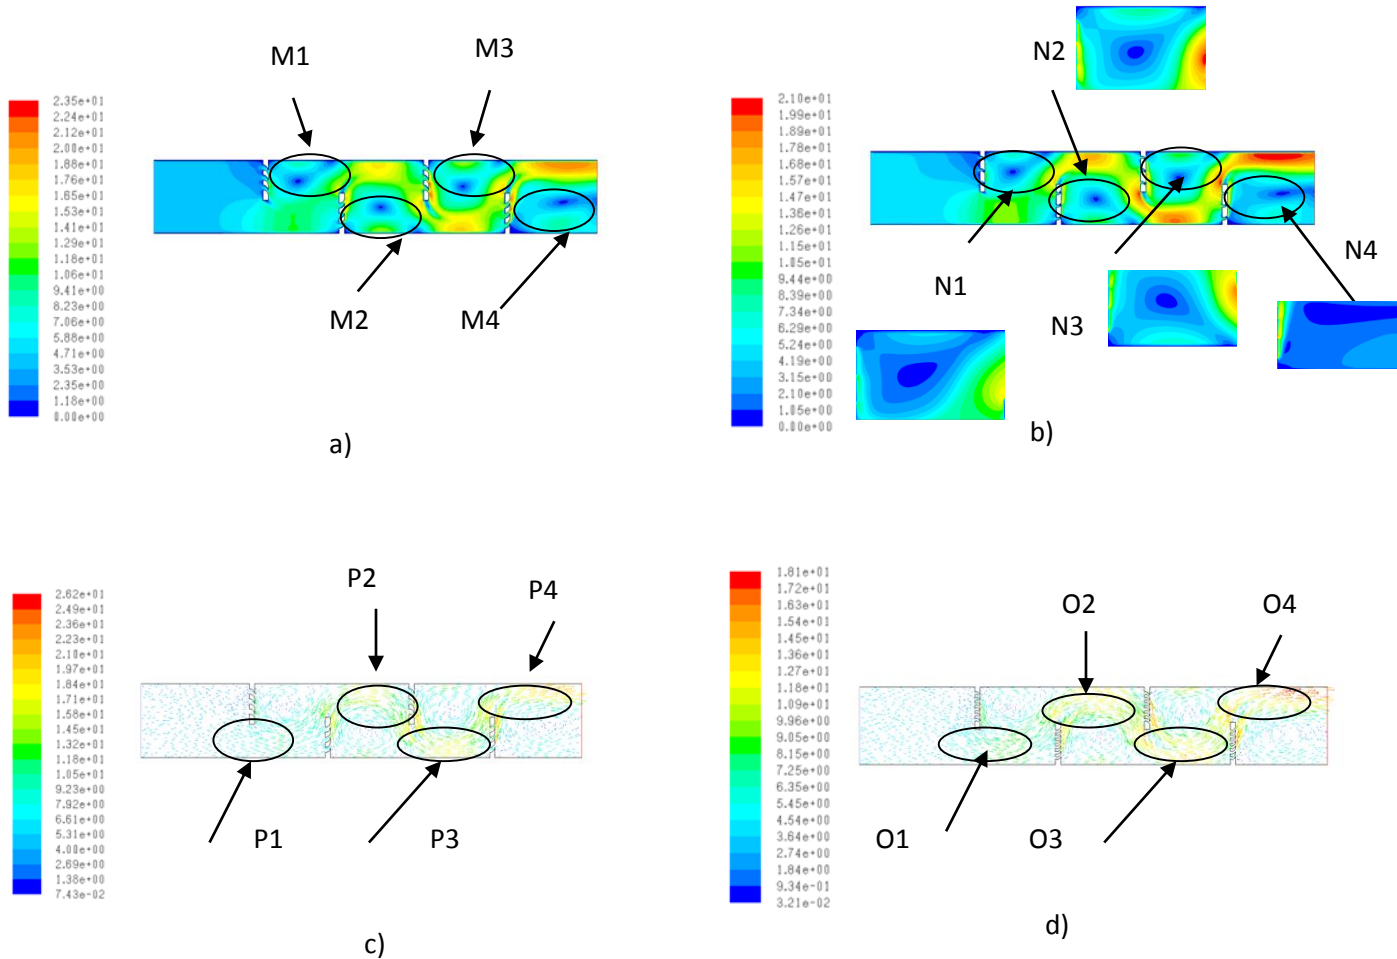 M1
M3
2.35e+01
2.24e+01
2.12e+01
2.00e+01
1.88e+01
1.76e+01
1.65e+01
1.53e+01
1.41e+01
1.29e+01
1.18e+01
1.06e+01
9.41e+00
8.23e+00
7.06e+00
5.88e+00
4.71e+00
3.53e+00
2.35e+00
1.18e+00
0.00e+00
M2
M4
a)
N2
2.10e+01
1.99e+01
1.89e+01
1.78e+01
1.68e+01
1.57e+01
1.47e+01
1.36e+01
1.26e+01
1.15e+01
1.05e+01
9.44e+00
8.39e+00
7.34e+00
6.29e+00
5.24e+00
4.19e+00
3.15e+00
2.10e+00
1.05e+00
0.00e+00
N4
N1
N3
b)
P2
P4
2.62e+01
2.49e+01
2.36e+01
2.23e+01
2.10e+01
1.97e+01
1.84e+01
1.71e+01
1.58e+01
1.45e+01
1.32e+01
1.18e+01
1.05e+01
9.23e+00
7.92e+00
6.61e+00
5.31e+00
4.00e+00
2.69e+00
1.38e+00
7.43e-02
P1
P3
c)
O2
O4
1.81e+01
1.72e+01
1.63e+01
1.54e+01
1.45e+01
1.36e+01
1.27e+01
1.18e+01
1.09e+01
9.96e+00
9.05e+00
8.15e+00
7.25e+00
6.35e+00
5.45e+00
4.54e+00
3.64e+00
2.74e+00
1.84e+00
9.34e-01
3.21e-02
O1
O3
d)